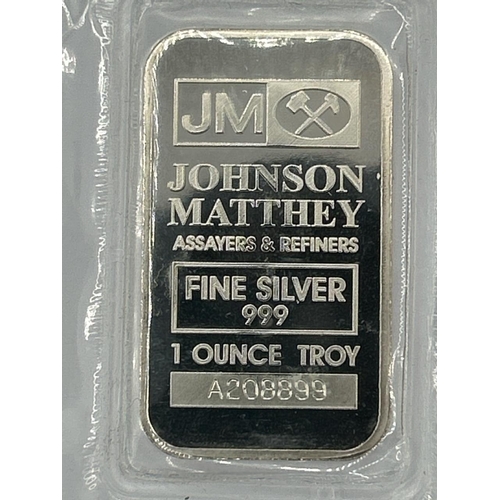 JM
JOHNSON
MATTHEY
ASSAYERS & REFINERS
FINE SILVER
999
1 OUNCE TROY
A208899